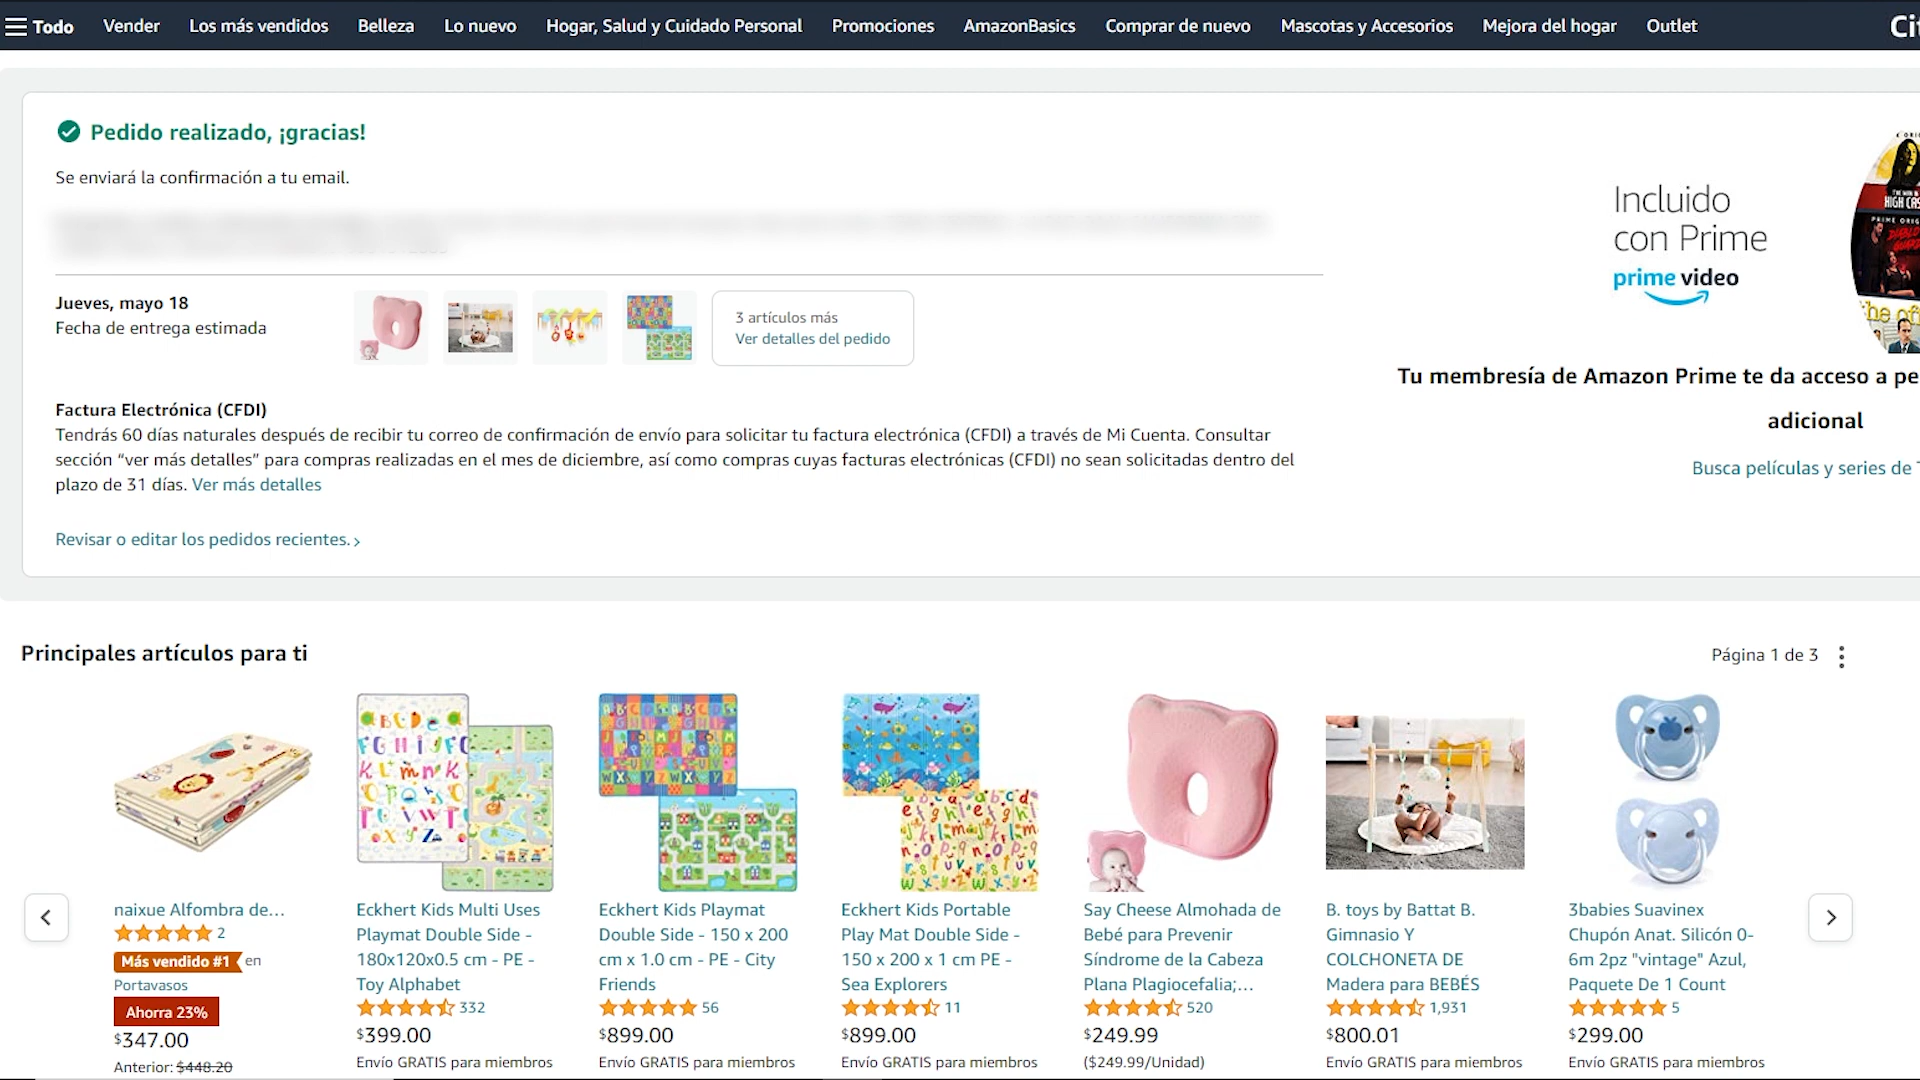 Todo Vender Los más vendidos Belleza Lo nuevo Hogar, Salud y Cuidado Personal Promociones AmazonBasics Comprar de nuevo Mascotas y Accesorios Mejora del hogar Outlet
Pedido realizado, ¡gracias!
Se enviará la confirmación a tu email.
Jueves, mayo 18
Fecha de entrega estimada
3 artículos más
Ver detalles del pedido
Factura Electrónica (CFDI)
Tendrás 60 días naturales después de recibir tu correo de confirmación de envío para solicitar tu factura electrónica (CFDI) a través de Mi Cuenta. Consultar
sección “ver más detalles” para compras realizadas en el mes de diciembre, así como compras cuyas facturas electrónicas (CFDI) no sean solicitadas dentro del
plazo de 31 días. Ver más detalles
Revisar o editar los pedidos recientes. ›
Incluido
con Prime
prime video
Tu membresía de Amazon Prime te da acceso a pe
adicional
Busca películas y series de
Principales artículos para ti
Página 1 de 3
naixue Alfombra de...
2
Más vendido #1 en
Portavasos
Ahorra 23%
$347.00
Anterior: $448.20
Eckhert Kids Multi Uses
Playmat Double Side -
180x120x0.5 cm - PE -
Toy Alphabet
332
$399.00
Envío GRATIS para miembros
Eckhert Kids Playmat
Double Side - 150 x 200
cm x 1.0 cm - PE - City
Friends
56
$899.00
Envío GRATIS para miembros
Eckhert Kids Portable
Play Mat Double Side -
150 x 200 x 1 cm PE -
Sea Explorers
11
$899.00
Envío GRATIS para miembros
Say Cheese Almohada de
Bebé para Prevenir
Síndrome de la Cabeza
Plana Plagiocefalia;...
520
$249.99
($249.99/Unidad)
B. toys by Battat B.
Gimnasio Y
COLCHONETA DE
Madera para BEBÉS
1,931
$800.01
Envío GRATIS para miembros
3babies Suavinex
Chupón Anat. Silicón 0-
6m 2pz "vintage" Azul,
Paquete De 1 Count
5
$299.00
Envío GRATIS para miembros